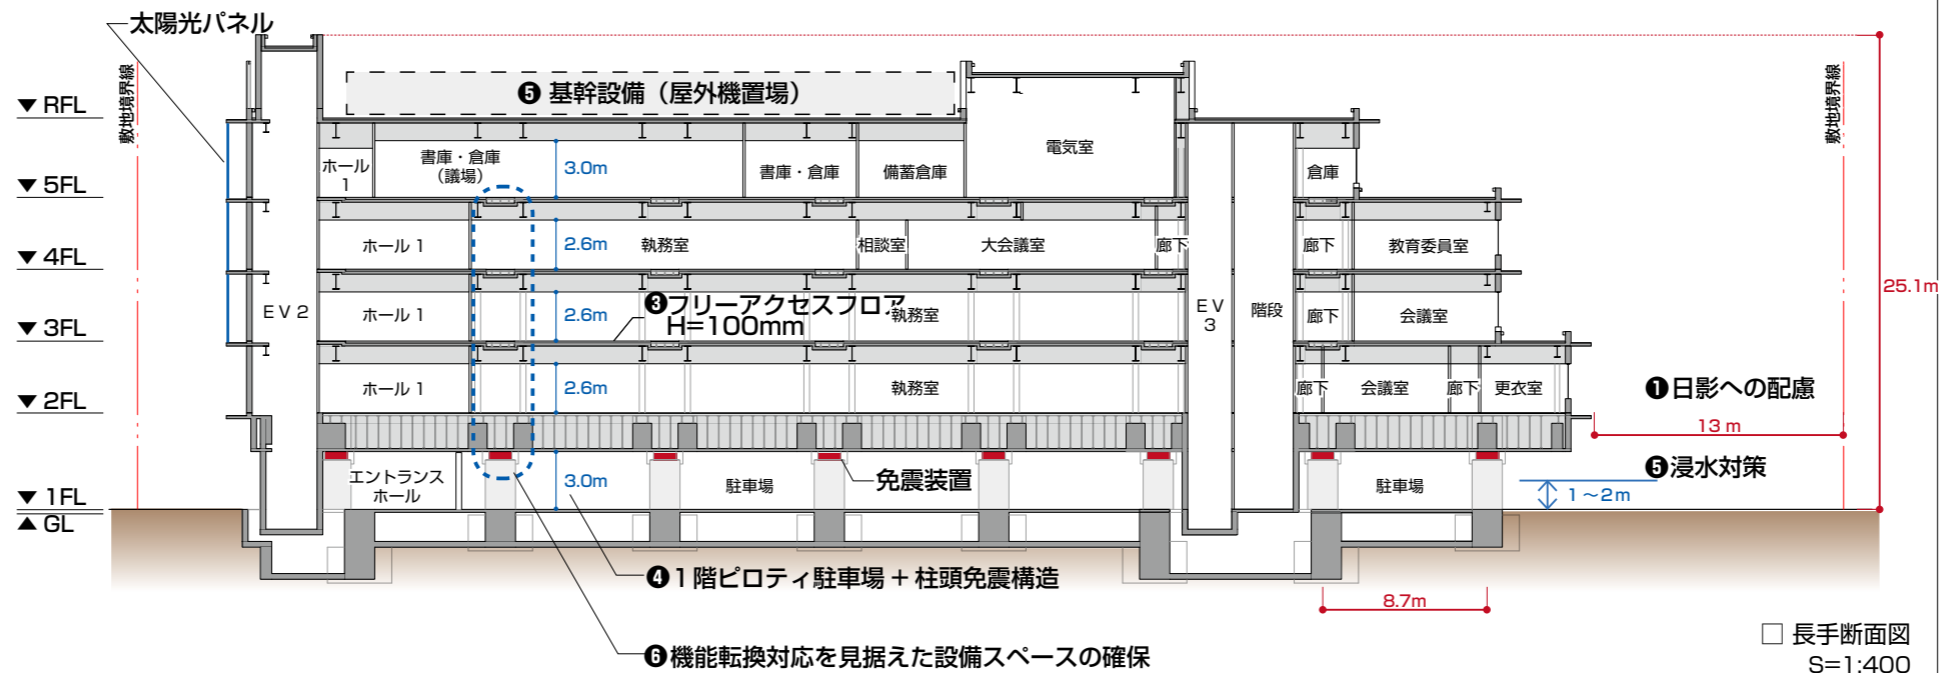 太陽光パネル
敷地境界線
敷地境界線
❺ 基幹設備（屋外機置場）
▼ RFL
電気室
ホール
1
書庫・倉庫
（議場）
3.0m
書庫・倉庫
備蓄倉庫
倉庫
▼ 5FL
ホール 1
2.6m
執務室
相談室
大会議室
廊下
廊下
教育委員室
▼ 4FL
25.1m
EV 2
ホール 1
2.6m
❸フリーアクセスフロア
H=100mm
執務室
EV
3
階段
廊下
会議室
▼ 3FL
ホール 1
2.6m
執務室
廊下
会議室
廊下
更衣室
❶日影への配慮
▼ 2FL
13 m
エントランス
ホール
3.0m
駐車場
免震装置
駐車場
❺浸水対策
1～2m
▼ 1FL
▲ GL
❹1階ピロティ駐車場 + 柱頭免震構造
8.7m
❻機能転換対応を見据えた設備スペースの確保
□ 長手断面図
S=1:400